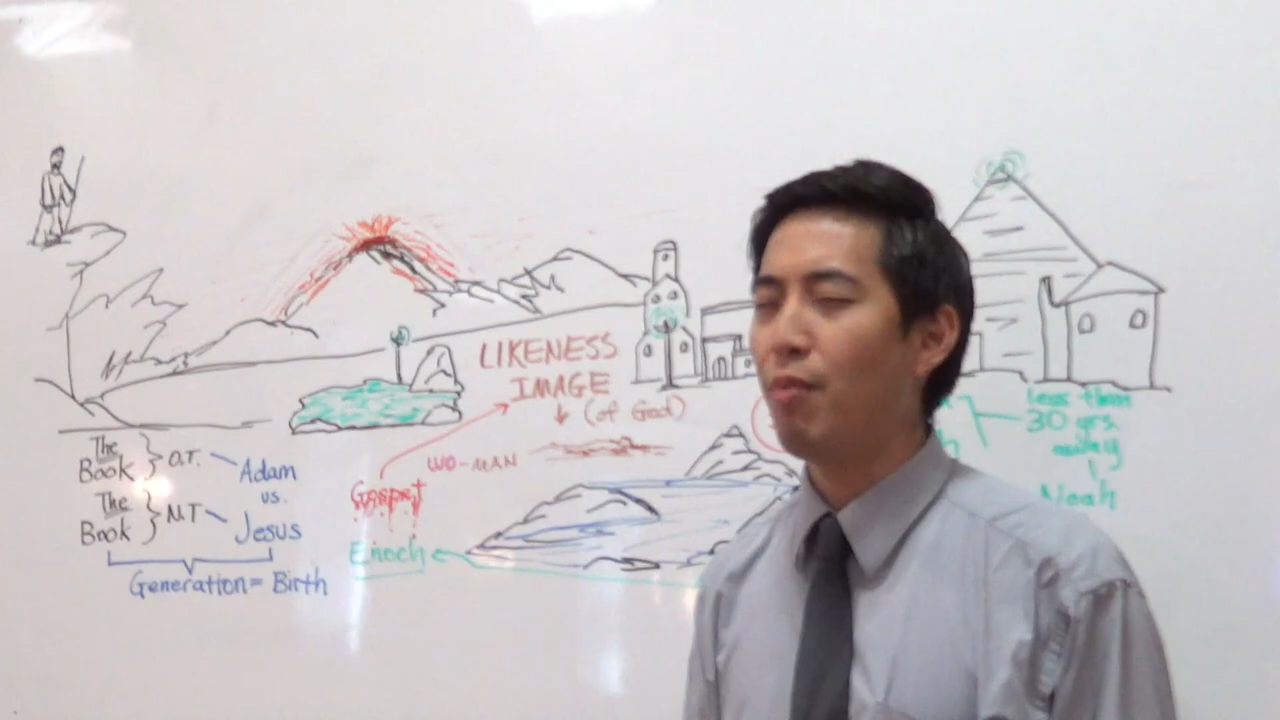 LIKENESS
IMAGE
(of God)
WO-MAN
The
Book
O.T.
Adam
vs.
The
Book
N.T
Jesus
Generation = Birth
Enoch
less than
30 yrs.
away
Noah